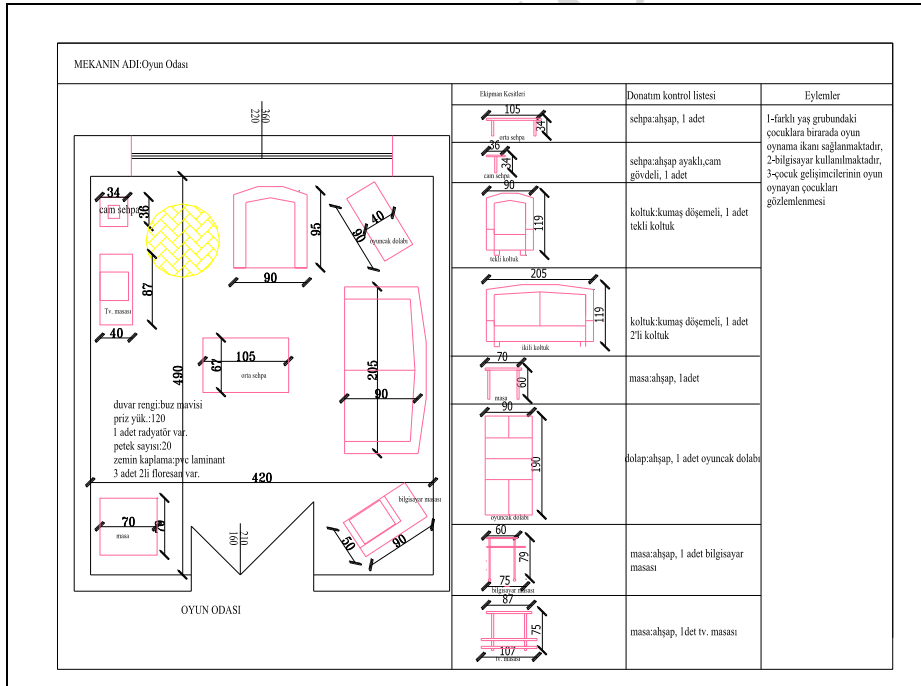 MEKANIN ADI:Oyun Odası
Ekipman Kesitleri
Donatım kontrol listesi
Eylemler
220
360
34
cam sehpa
36
87
Tv. masası
40
490
90
95
40
90
oyuncak dolabı
105
67
orta sehpa
205
90
duvar rengi:buz mavisi
priz yük.:120
1 adet radyatör var.
petek sayısı:20
zemin kaplama:pvc laminant
3 adet 2li floresan var.
420
70
70
masa
160
210
bilgisayar masası
50
90
OYUN ODASI
105
34
orta sehpa
sehpa:ahşap, 1 adet
36
34
cam sehpa
sehpa:ahşap ayaklı,cam
gövdeli, 1 adet
90
119
tekli koltuk
koltuk:kumaş döşemeli, 1 adet
tekli koltuk
205
119
ikili koltuk
koltuk:kumaş döşemeli, 1 adet
2'li koltuk
70
60
masa
masa:ahşap, 1adet
90
190
oyuncak dolabı
dolap:ahşap, 1 adet oyuncak dolabı
60
79
75
bilgisayar masası
masa:ahşap, 1 adet bilgisayar
masası
87
75
107
tv. masası
masa:ahşap, 1det tv. masası
1-farklı yaş grubundaki
çocuklara birarada oyun
oynama ikanı sağlanmaktadır,
2-bilgisayar kullanılmaktadır,
3-çocuk gelişimcilerinin oyun
oynayan çocukları
gözlemlenmesi